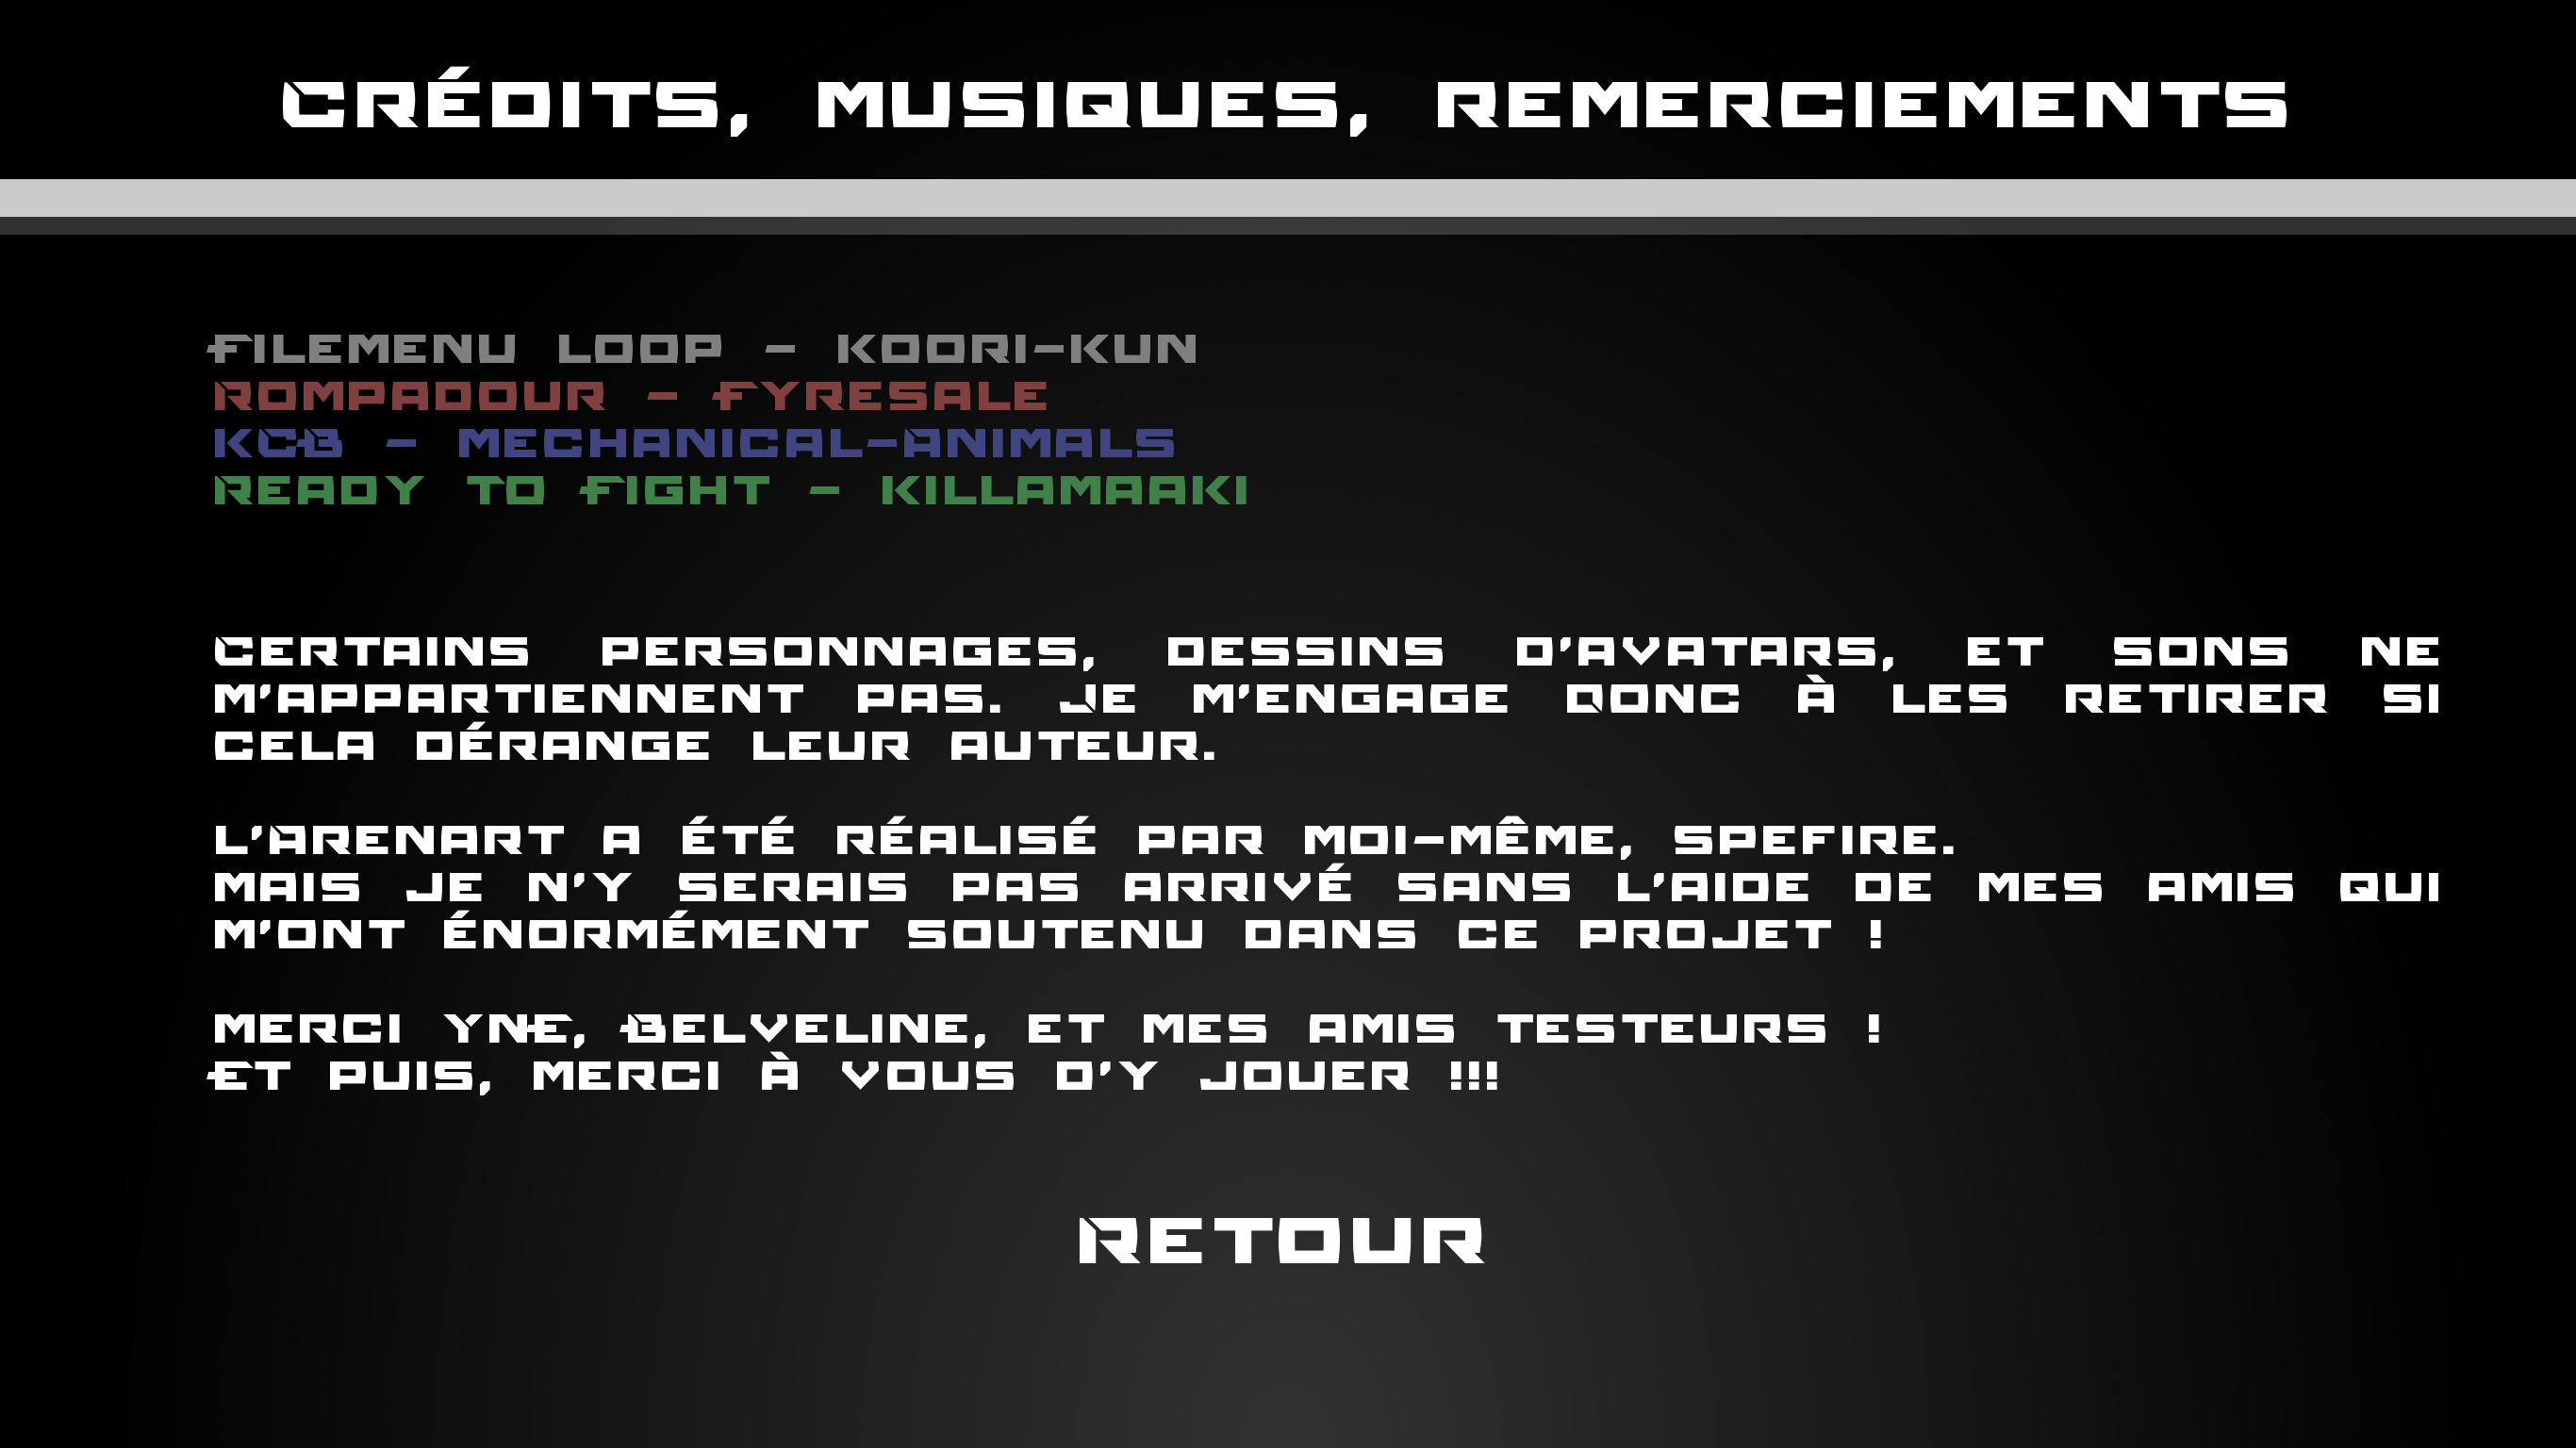 Crédits, musiques, remerciements
Filemenu loop - koori-kun
Rompadour - Fyresale
KCB - mechanical-Animals
Ready to Fight - killamaaki
Certains personnages, dessins d'avatars, et sons ne
m'appartiennent pas. Je m'engage donc à les retirer si
cela dérange leur auteur.
L'Arenart a été réalisé par moi-même, spefire.
Mais je n'y serais pas arrivé sans l'aide de mes amis qui
m'ont énormément soutenu dans ce projet !
Merci YnE, Belveline, et mes amis testeurs !
Et puis, merci à vous d'y jouer !!!
Retour